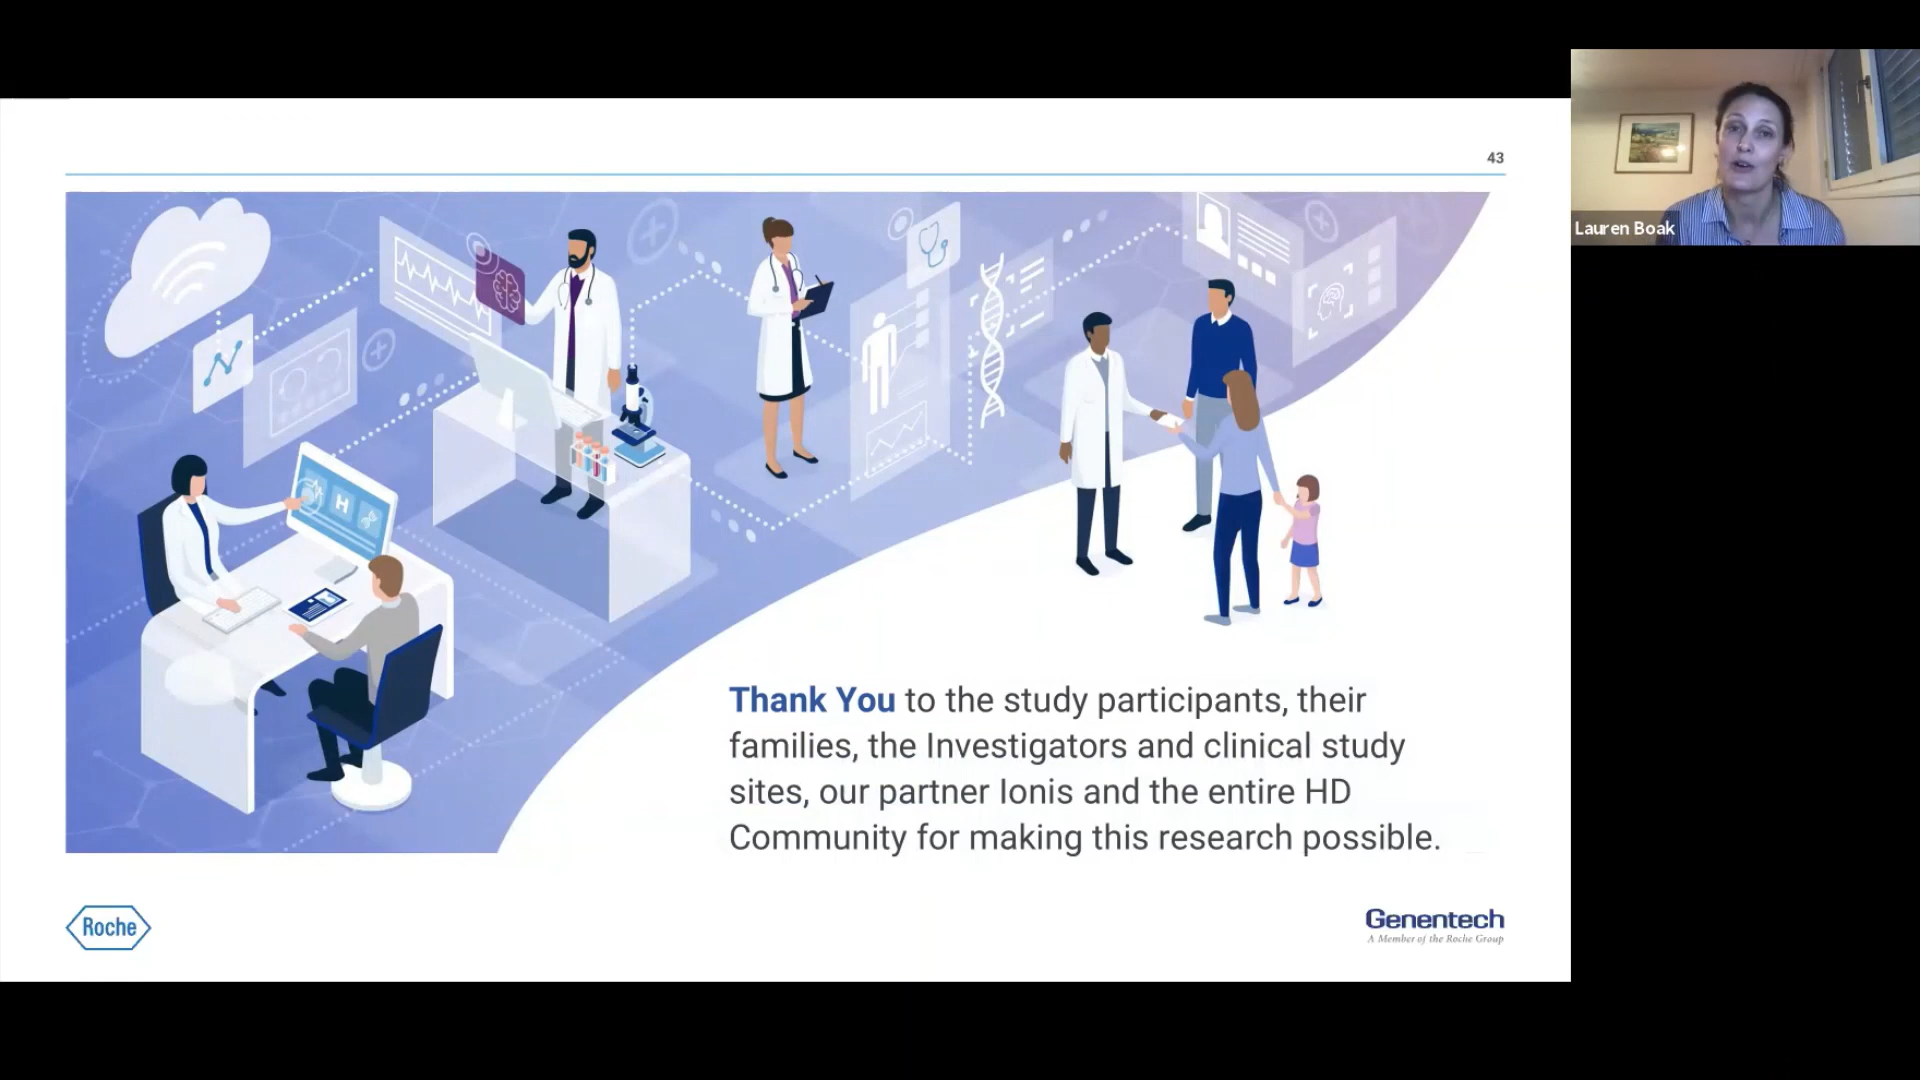 43
Lauren Boak
H
Thank You to the study participants, their
families, the Investigators and clinical study
sites, our partner Ionis and the entire HD
Community for making this research possible.
Roche
Genentech
A Member of the Roche Group